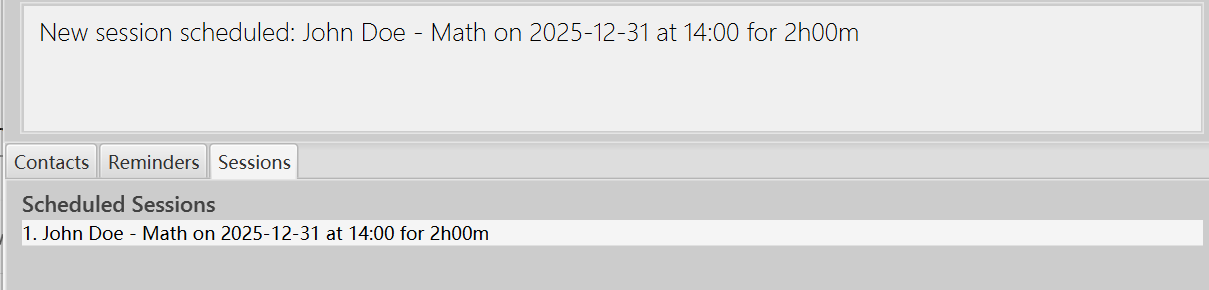 New session scheduled: John Doe - Math on 2025-12-31 at 14:00 for 2h00m
Contacts Reminders Sessions
Scheduled Sessions
1. John Doe - Math on 2025-12-31 at 14:00 for 2h00m